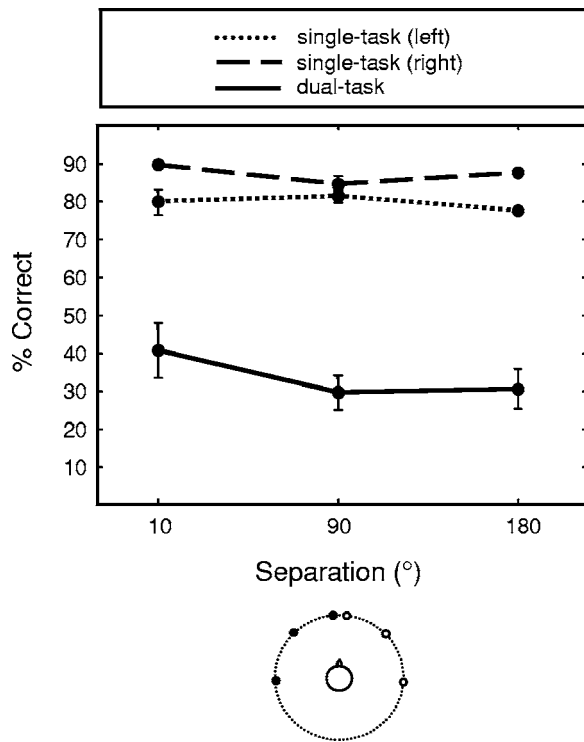 single-task (left)
single-task (right)
dual-task
90
80
70
60
50
40
30
20
10
% Correct
10 90 180
Separation (°)